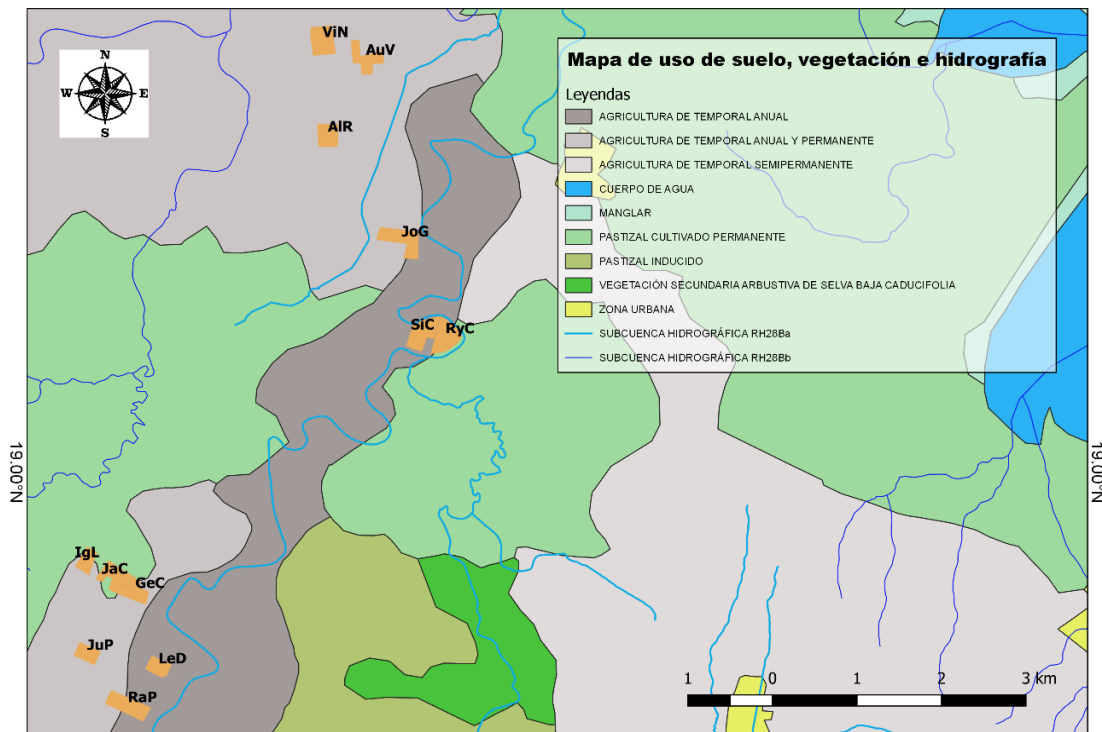 ViN
AuV
Mapa de uso de suelo, vegetación e hidrografía
N
W E
S
Leyendas
AGRICULTURA DE TEMPORAL ANUAL
AlR
AGRICULTURA DE TEMPORAL ANUAL Y PERMANENTE
AGRICULTURA DE TEMPORAL SEMIPERMANENTE
CUERPO DE AGUA
MANGLAR
JoG
PASTIZAL CULTIVADO PERMANENTE
PASTIZAL INDUCIDO
VEGETACIÓN SECUNDARIA ARBUSTIVA DE SELVA BAJA CADUCIFOLIA
ZONA URBANA
SiC
RyC
SUBCUENCA HIDROGRÁFICA RH28Ba
SUBCUENCA HIDROGRÁFICA RH28Bb
19.00°N
19.00°N
IgL
JaC
GeC
JuP
LeD
RaP
1 0 1 2 3 km